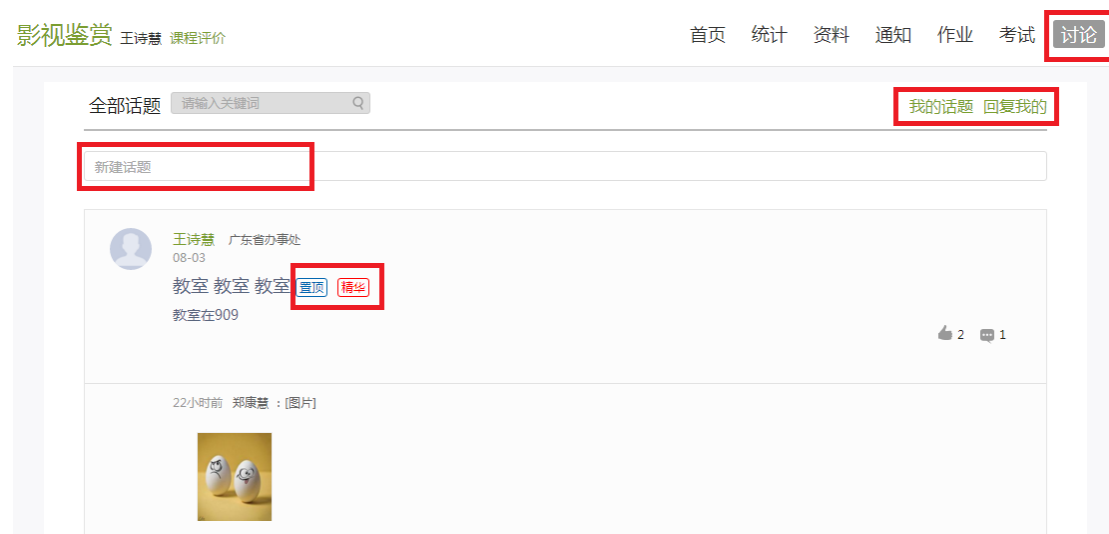 影视鉴赏 王诗慧 课程评价 首页 统计 资料 通知 作业 考试 讨论
全部话题 请输入关键词 我的话题 回复我的
新建话题
王诗慧 广东省办事处
08-03
教室 教室 教室 置顶 精华
教室在909
2 1
22小时前 郑康慧 : [图片]